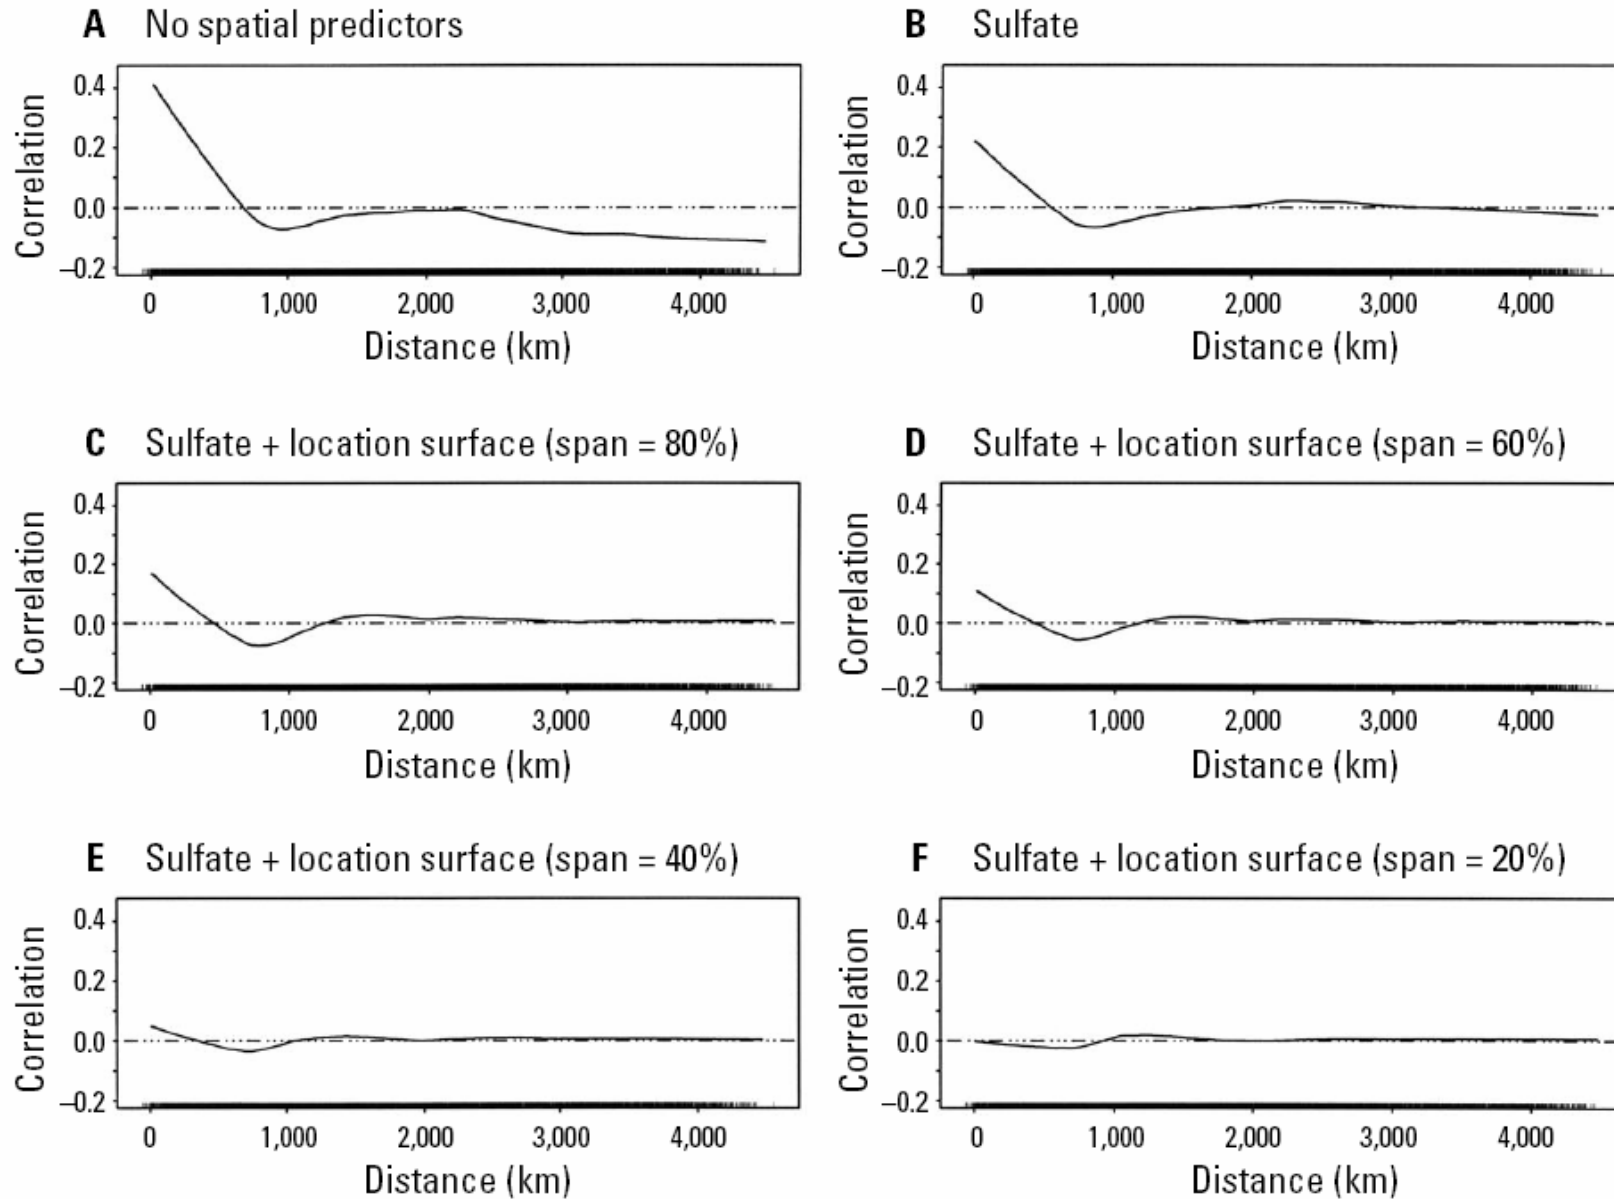 A No spatial predictors
Correlation
0.4
0.2
0.0
–0.2
0 1,000 2,000 3,000 4,000
Distance (km)
B Sulfate
Correlation
0.4
0.2
0.0
–0.2
0 1,000 2,000 3,000 4,000
Distance (km)
C Sulfate + location surface (span = 80%)
Correlation
0.4
0.2
0.0
–0.2
0 1,000 2,000 3,000 4,000
Distance (km)
D Sulfate + location surface (span = 60%)
Correlation
0.4
0.2
0.0
–0.2
0 1,000 2,000 3,000 4,000
Distance (km)
E Sulfate + location surface (span = 40%)
Correlation
0.4
0.2
0.0
–0.2
0 1,000 2,000 3,000 4,000
Distance (km)
F Sulfate + location surface (span = 20%)
Correlation
0.4
0.2
0.0
–0.2
0 1,000 2,000 3,000 4,000
Distance (km)